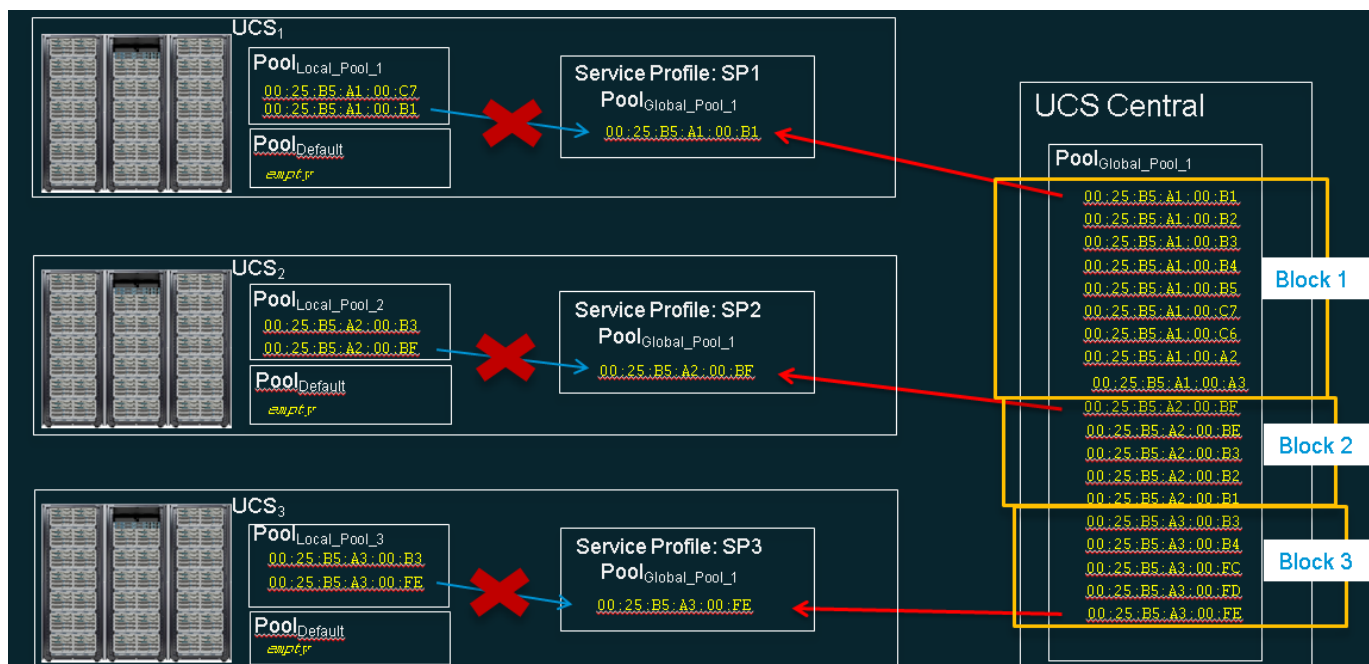 UCS1
PoolLocal_Pool_1
00:25:B5:A1:00:C7
00:25:B5:A1:00:B1
PoolDefault
empty
Service Profile: SP1
PoolGlobal_Pool_1
00:25:B5:A1:00:B1
UCS2
PoolLocal_Pool_2
00:25:B5:A2:00:B3
00:25:B5:A2:00:BF
PoolDefault
empty
Service Profile: SP2
PoolGlobal_Pool_1
00:25:B5:A2:00:BF
UCS3
PoolLocal_Pool_3
00:25:B5:A3:00:B3
00:25:B5:A3:00:FE
PoolDefault
empty
Service Profile: SP3
PoolGlobal_Pool_1
00:25:B5:A3:00:FE
UCS Central
PoolGlobal_Pool_1
00:25:B5:A1:00:B1
00:25:B5:A1:00:B2
00:25:B5:A1:00:B3
00:25:B5:A1:00:B4
00:25:B5:A1:00:B5
00:25:B5:A1:00:C7
00:25:B5:A1:00:C6
00:25:B5:A1:00:A2
00:25:B5:A1:00:A3
Block 1
00:25:B5:A2:00:BF
00:25:B5:A2:00:BE
00:25:B5:A2:00:B3
00:25:B5:A2:00:B2
00:25:B5:A2:00:B1
Block 2
00:25:B5:A3:00:B3
00:25:B5:A3:00:B4
00:25:B5:A3:00:FC
00:25:B5:A3:00:FD
00:25:B5:A3:00:FE
Block 3